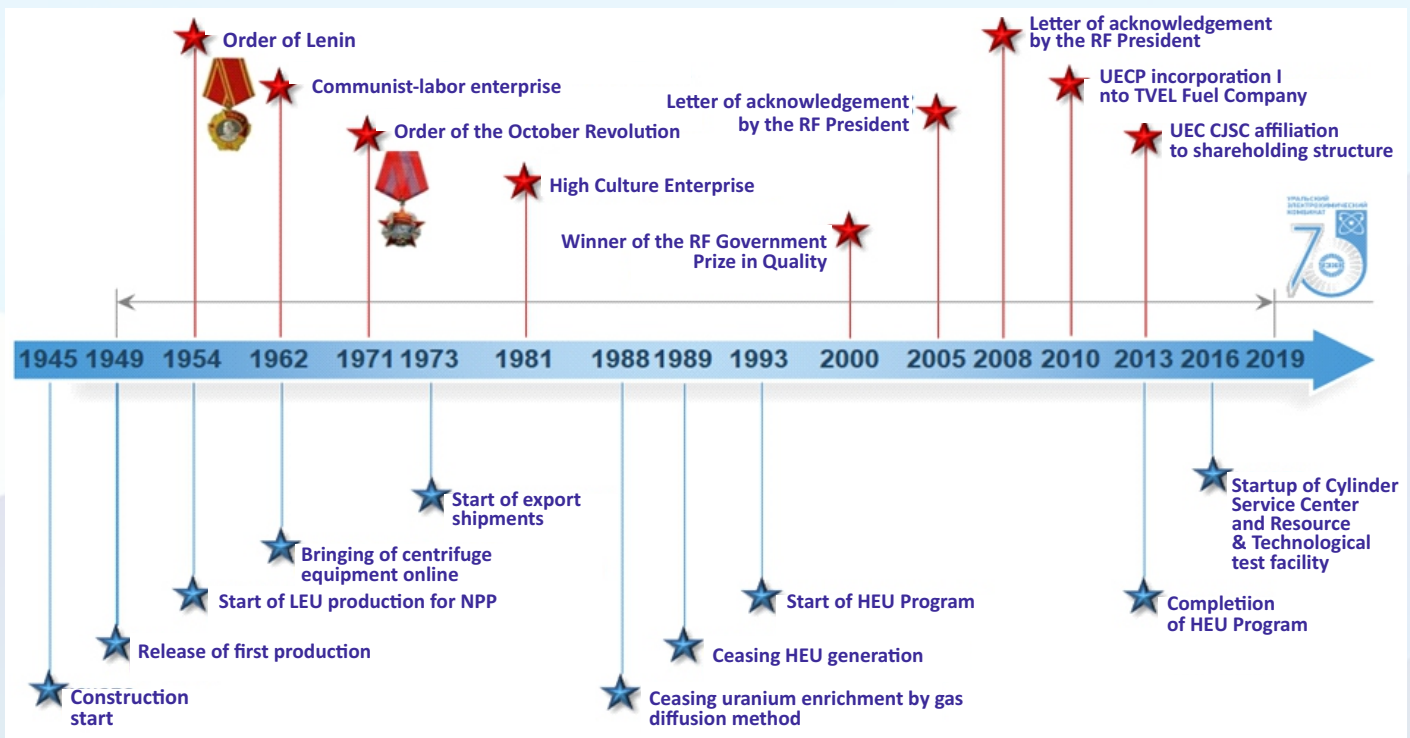 Order of Lenin
Communist-labor enterprise
Order of the October Revolution
High Culture Enterprise
Winner of the RF Government
Prize in Quality
Letter of acknowledgement
by the RF President
Letter of acknowledgement
by the RF President
UECP incorporation I
nto TVEL Fuel Company
UEC CJSC affiliation
to shareholding structure
УРАЛЬСКИЙ
ЭЛЕКТРОХИМИЧЕСКИЙ
КОМБИНАТ
70
1945 1949 1954 1962 1971 1973 1981 1988 1989 1993 2000 2005 2008 2010 2013 2016 2019
Construction
start
Release of first production
Start of LEU production for NPP
Bringing of centrifuge
equipment online
Start of export
shipments
Ceasing uranium enrichment by gas
diffusion method
Ceasing HEU generation
Start of HEU Program
Completiion
of HEU Program
Startup of Cylinder
Service Center
and Resource
& Technological
test facility